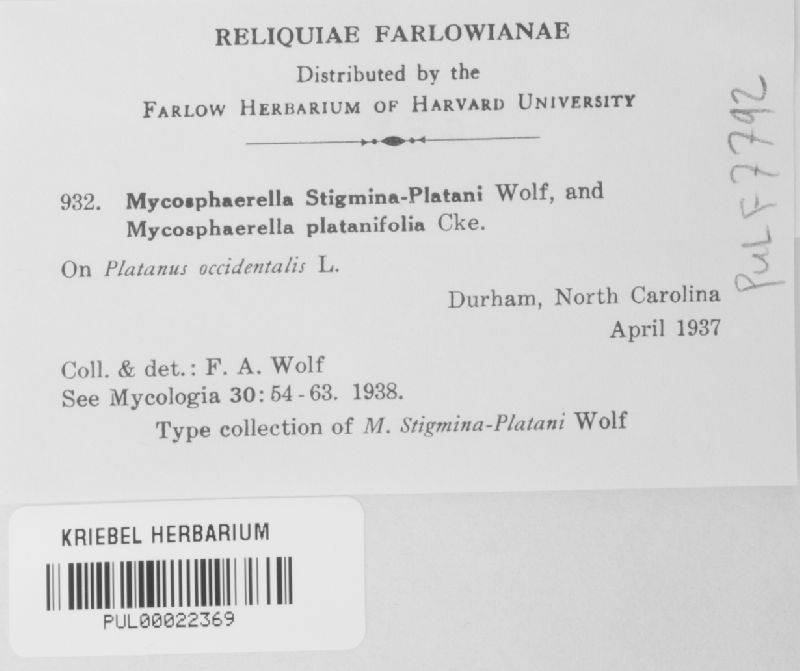 RELIQUIAE FARLOWIANAE
Distributed by the
FARLOW HERBARIUM OF HARVARD UNIVERSITY
932. Mycosphaerella Stigmina-Platani Wolf, and
Mycosphaerella platanifolia Cke.
On Platanus occidentalis L.
Durham, North Carolina
April 1937
Coll. & det.: F. A. Wolf
See Mycologia 30: 54-63. 1938.
Type collection of M. Stigmina-Platani Wolf
PUL F7792
KRIEBEL HERBARIUM
PUL00022369